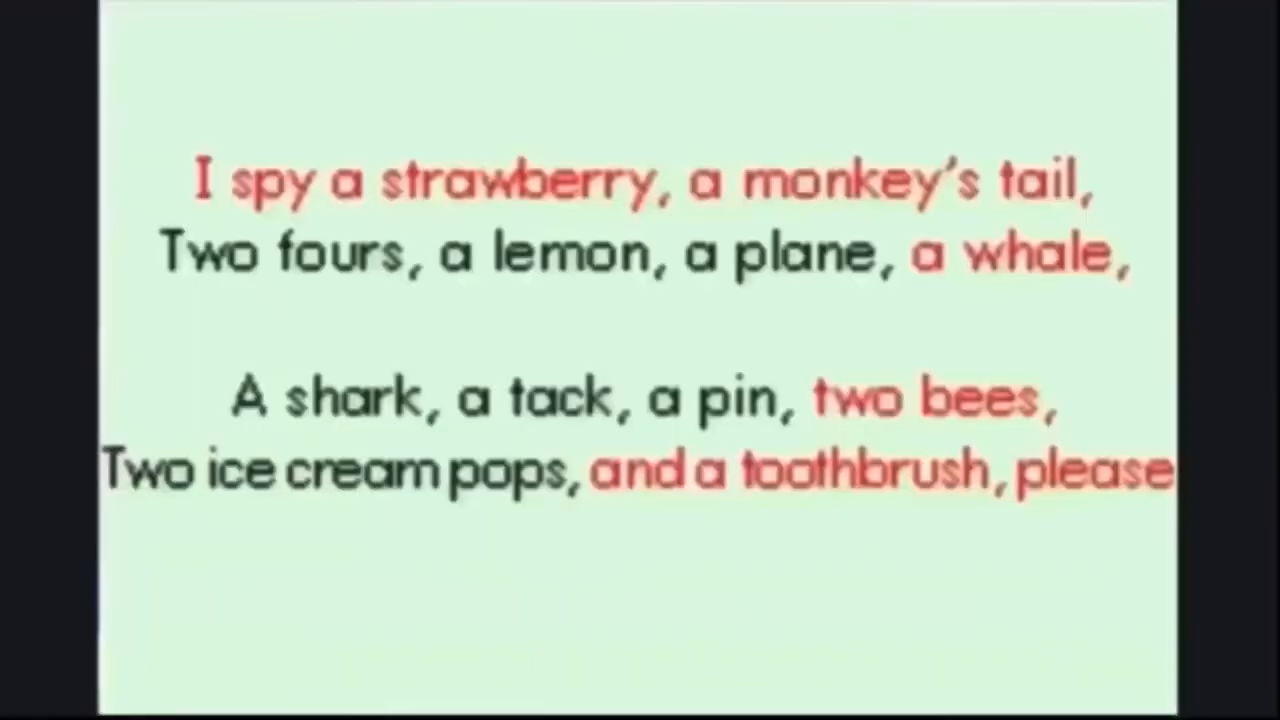 I spy a strawberry, a monkey's tail,
Two fours, a lemon, a plane, a whale,
A shark, a tack, a pin, two bees,
Two ice cream pops, and a toothbrush, please